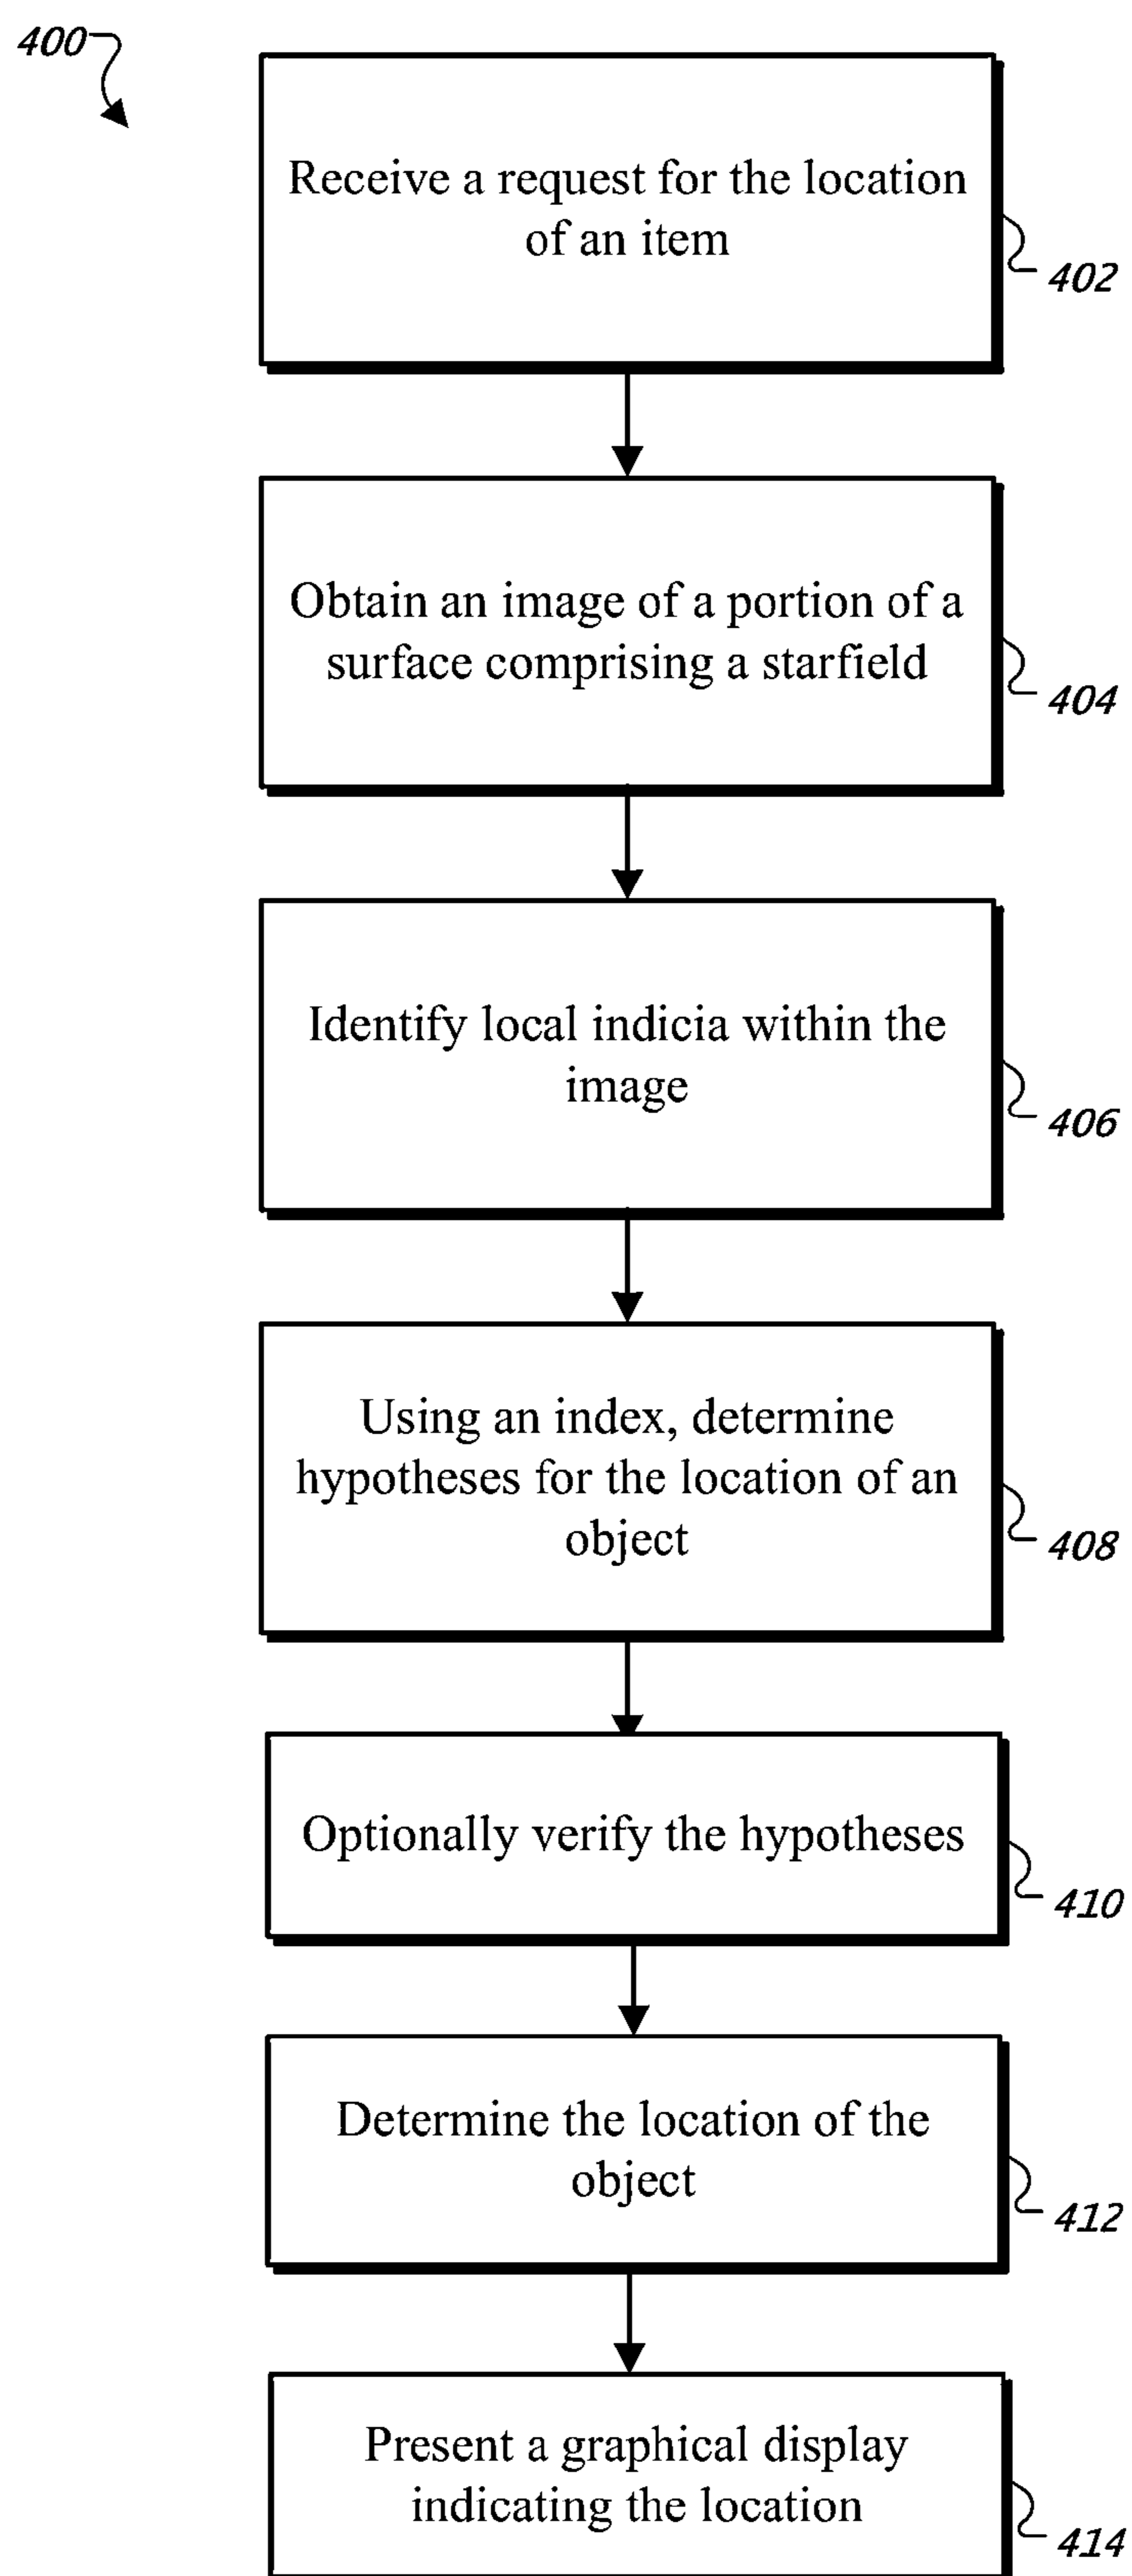 400
Receive a request for the location
of an item
402
Obtain an image of a portion of a
surface comprising a starfield
404
Identify local indicia within the
image
406
Using an index, determine
hypotheses for the location of an
object
408
Optionally verify the hypotheses
410
Determine the location of the
object
412
Present a graphical display
indicating the location
414